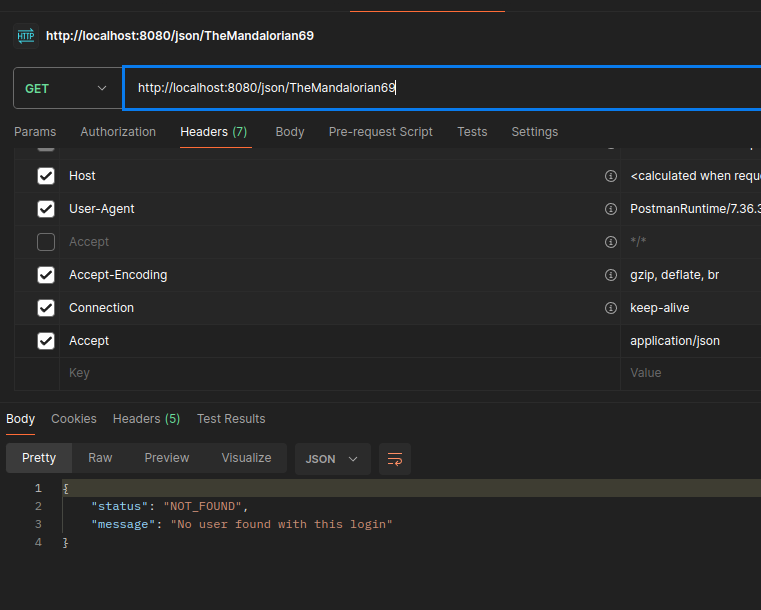 HTTP http://localhost:8080/json/TheMandalorian69
GET http://localhost:8080/json/TheMandalorian69
Params Authorization Headers (7) Body Pre-request Script Tests Settings
Host <calculated when requ
User-Agent PostmanRuntime/7.36.3
Accept */*
Accept-Encoding gzip, deflate, br
Connection keep-alive
Accept application/json
Key Value
Body Cookies Headers (5) Test Results
Pretty Raw Preview Visualize JSON
1 {
2 "status": "NOT_FOUND",
3 "message": "No user found with this login"
4 }